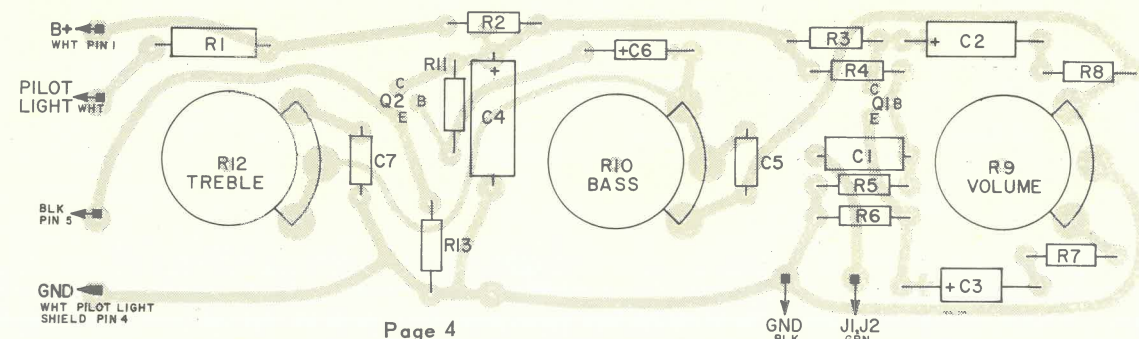 B+
WHT PIN 1
PILOT
LIGHT WHT
BLK
PIN 5
GND
WHT PILOT LIGHT
SHIELD PIN 4
R1
R2
R11
C
Q2 B
E
+
C4
R12
TREBLE
C7
R13
+C6
R10
BASS
C5
R3
R4
C
Q1 B
E
C1
R5
R6
+ C2
R8
R9
VOLUME
R7
+C3
GND
BLK
J1,J2
GRN
Page 4